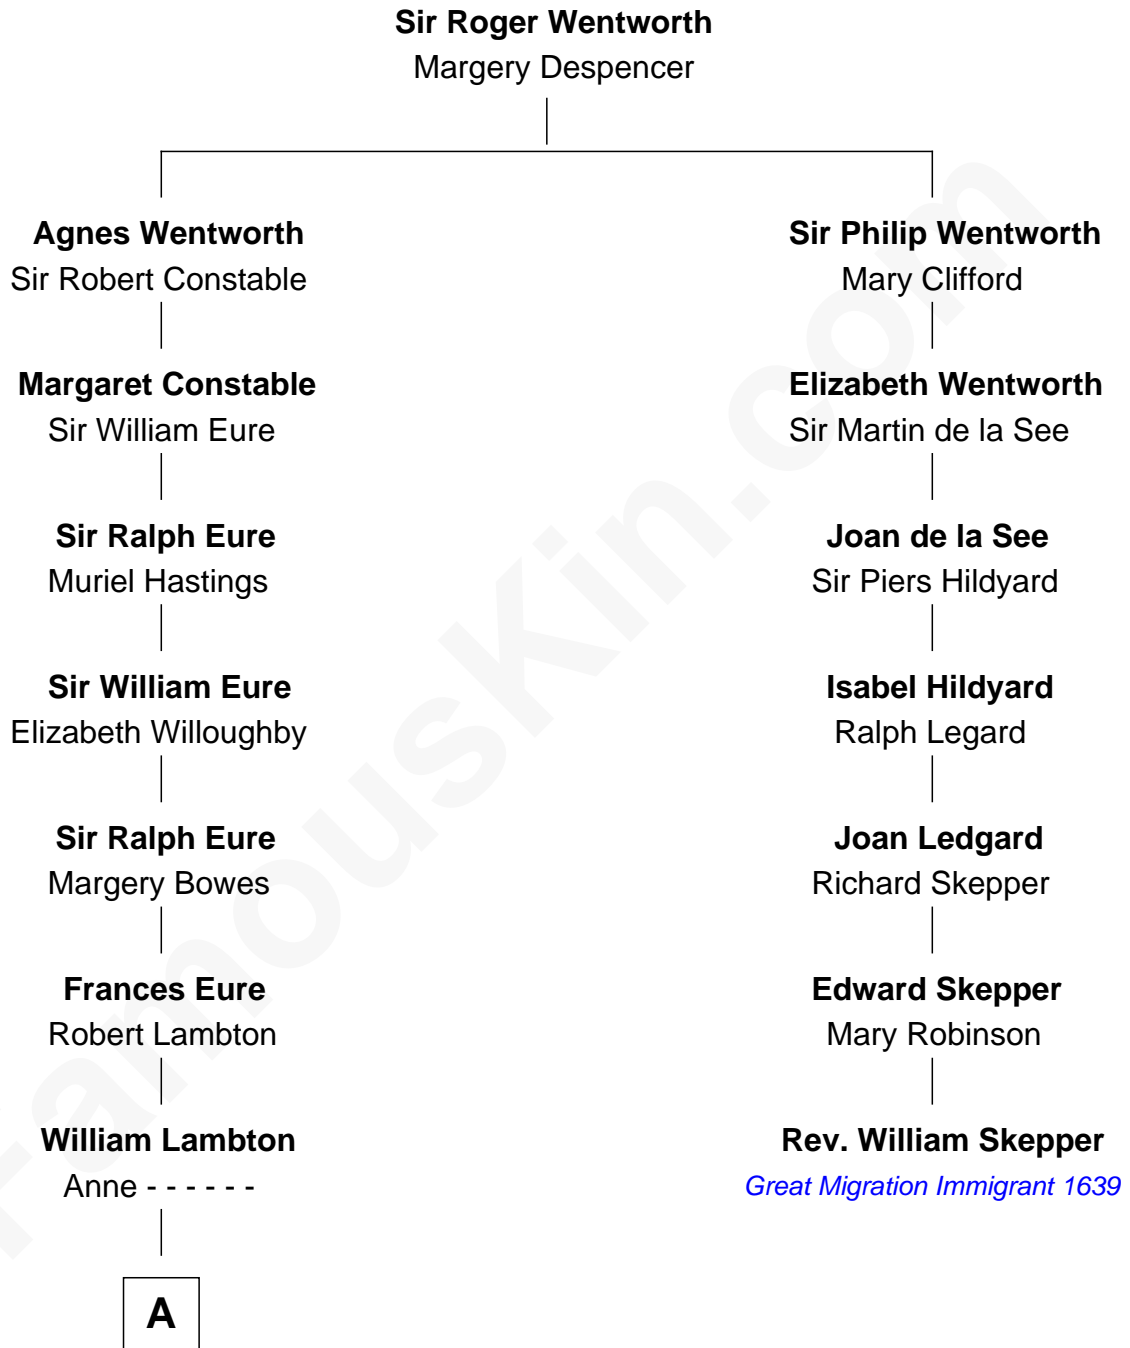 Sir Roger Wentworth
Margery Despencer
Agnes Wentworth
Sir Robert Constable
Margaret Constable
Sir William Eure
Sir Ralph Eure
Muriel Hastings
Sir William Eure
Elizabeth Willoughby
Sir Ralph Eure
Margery Bowes
Frances Eure
Robert Lambton
William Lambton
Anne - - - - - -
A
Sir Philip Wentworth
Mary Clifford
Elizabeth Wentworth
Sir Martin de la See
Joan de la See
Sir Piers Hildyard
Isabel Hildyard
Ralph Legard
Joan Ledgard
Richard Skepper
Edward Skepper
Mary Robinson
Rev. William Skepper
Great Migration Immigrant 1639
FamousKin.com